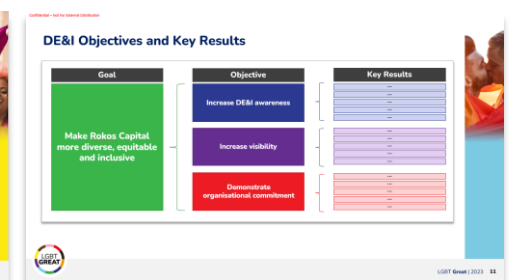 Confidential – Not For External Distribution
DE&I Objectives and Key Results
Goal
Objective
Key Results
Make Rokos Capital
more diverse, equitable
and inclusive
Increase DE&I awareness
—
—
—
—
—
Increase visibility
—
—
—
—
—
Demonstrate
organisational commitment
—
—
—
—
—
LGBT
GREAT
LGBT Great | 2023 11